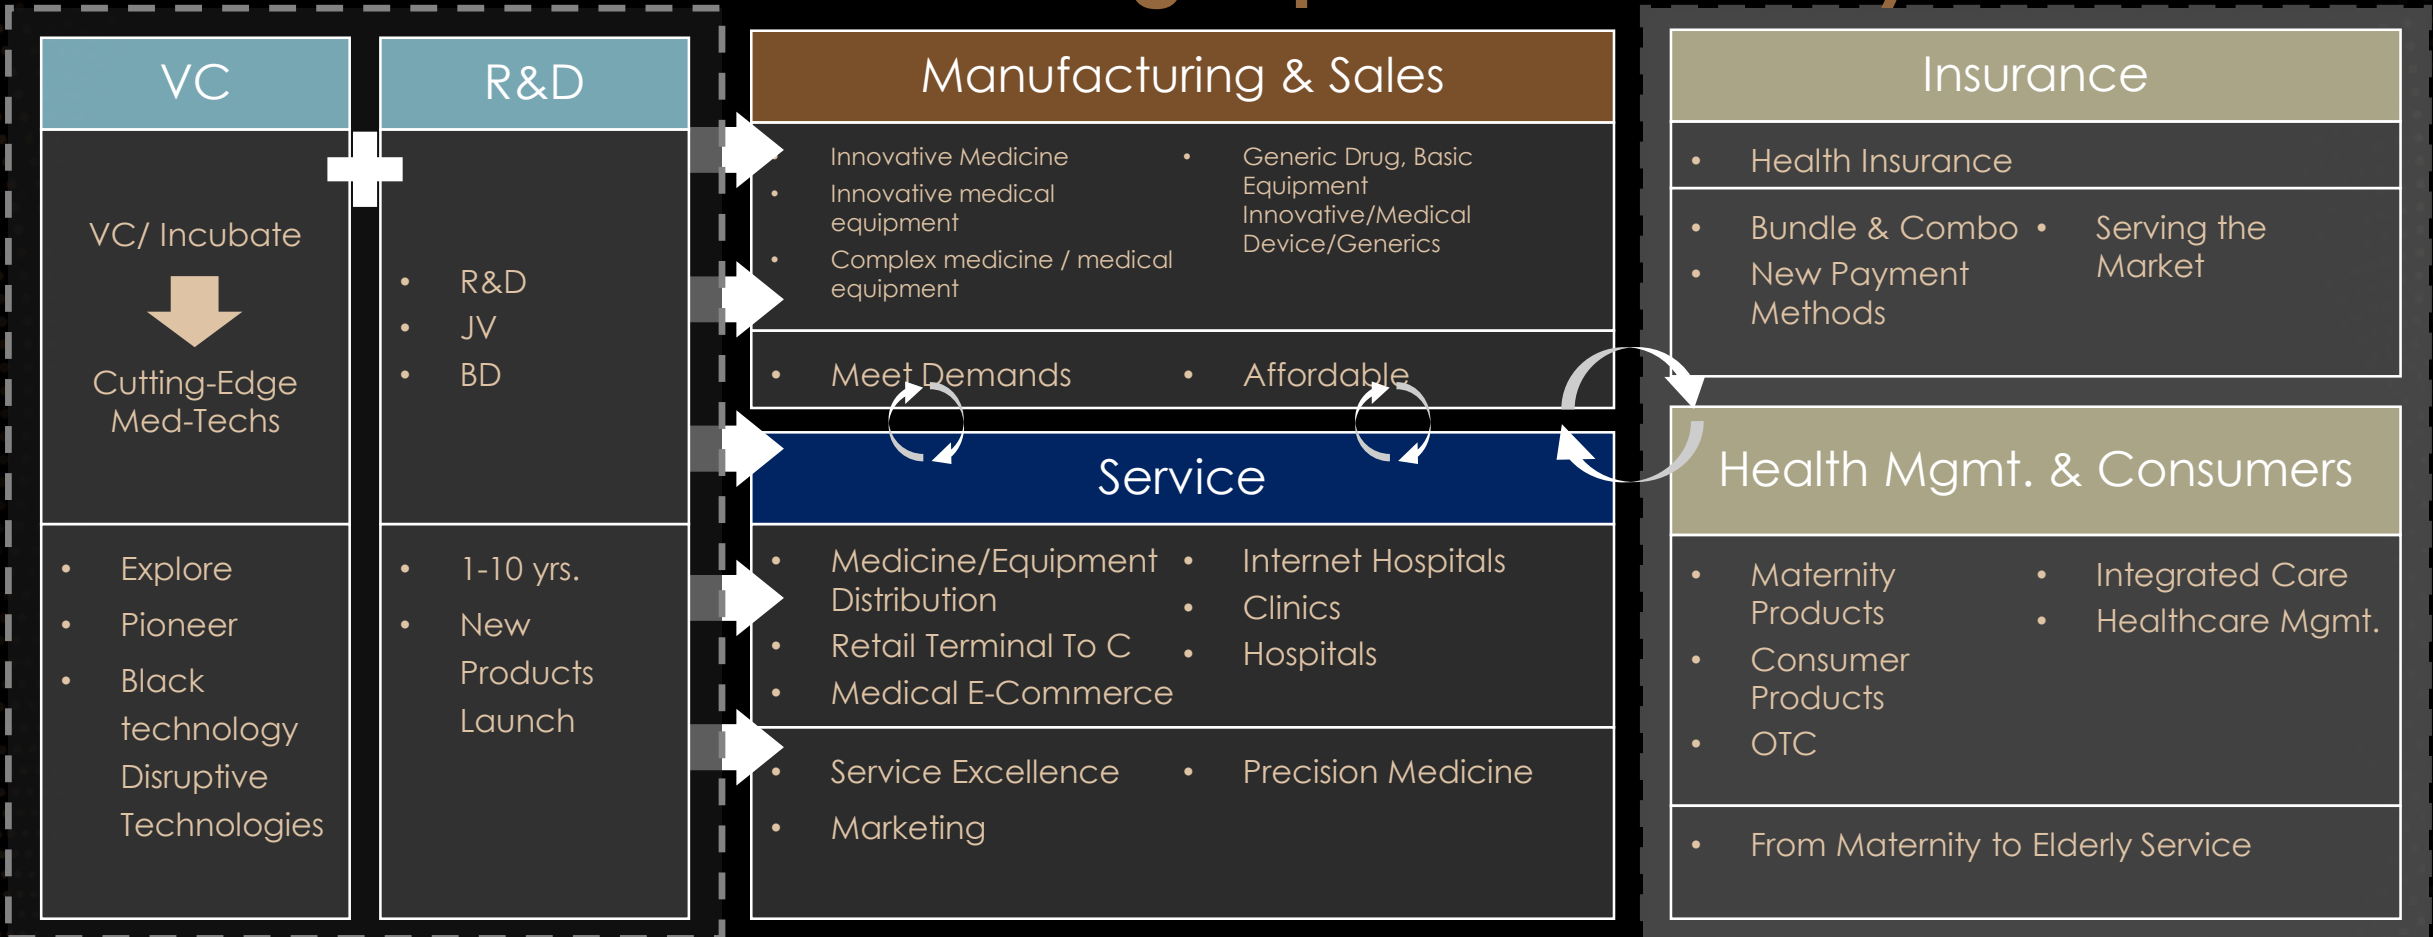 VC
VC/ Incubate
Cutting-Edge
Med-Techs
• Explore
• Pioneer
• Black
technology
Disruptive
Technologies
R&D
• R&D
• JV
• BD
• 1-10 yrs.
• New
Products
Launch
Manufacturing & Sales
• Innovative Medicine
• Innovative medical
equipment
• Complex medicine / medical
equipment
• Generic Drug, Basic
Equipment
Innovative/Medical
Device/Generics
• Meet Demands
• Affordable
Service
• Medicine/Equipment
Distribution
• Retail Terminal To C
• Medical E-Commerce
• Internet Hospitals
• Clinics
• Hospitals
• Service Excellence
• Marketing
• Precision Medicine
Insurance
• Health Insurance
• Bundle & Combo
• New Payment
Methods
• Serving the
Market
Health Mgmt. & Consumers
• Maternity
Products
• Consumer
Products
• OTC
• Integrated Care
• Healthcare Mgmt.
• From Maternity to Elderly Service